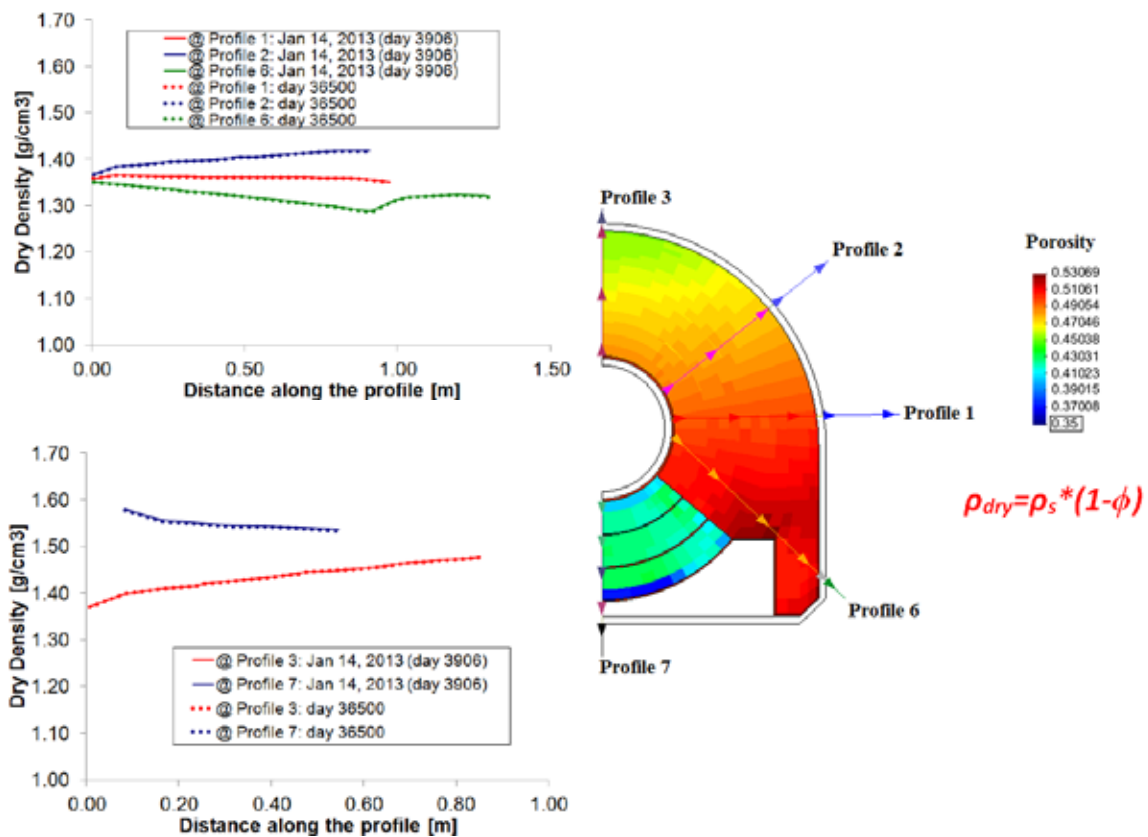 1.70
1.60
1.50
1.40
1.30
1.20
1.10
1.00
Dry Density [g/cm3]
@ Profile 1: Jan 14, 2013 (day 3906)
@ Profile 2: Jan 14, 2013 (day 3906)
@ Profile 6: Jan 14, 2013 (day 3906)
@ Profile 1: day 36500
@ Profile 2: day 36500
@ Profile 6: day 36500
0.00 0.50 1.00 1.50
Distance along the profile [m]
1.70
1.60
1.50
1.40
1.30
1.20
1.10
1.00
Dry Density [g/cm3]
@ Profile 3: Jan 14, 2013 (day 3906)
@ Profile 7: Jan 14, 2013 (day 3906)
@ Profile 3: day 36500
@ Profile 7: day 36500
0.00 0.20 0.40 0.60 0.80 1.00
Distance along the profile [m]
Profile 3
Profile 2
Profile 1
Profile 6
Profile 7
Porosity
0.53069
0.51061
0.49054
0.47046
0.45038
0.43031
0.41023
0.39015
0.37008
0.35
ρdry=ρs*(1-ϕ)